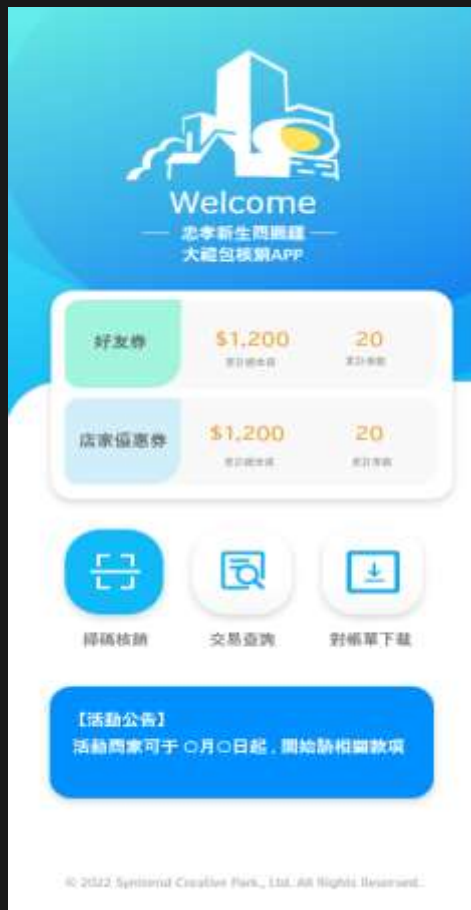 Welcome
忠孝新生商圈鏈
大禮包核銷APP
好友券
$1,200
20
店家優惠券
$1,200
20
掃碼核銷
交易查詢
對帳單下載
【活動公告】
活動商家可于 〇月〇日起 , 開始請相關款項
© 2022 Syntrend Creative Park., Ltd. All Rights Reserved.